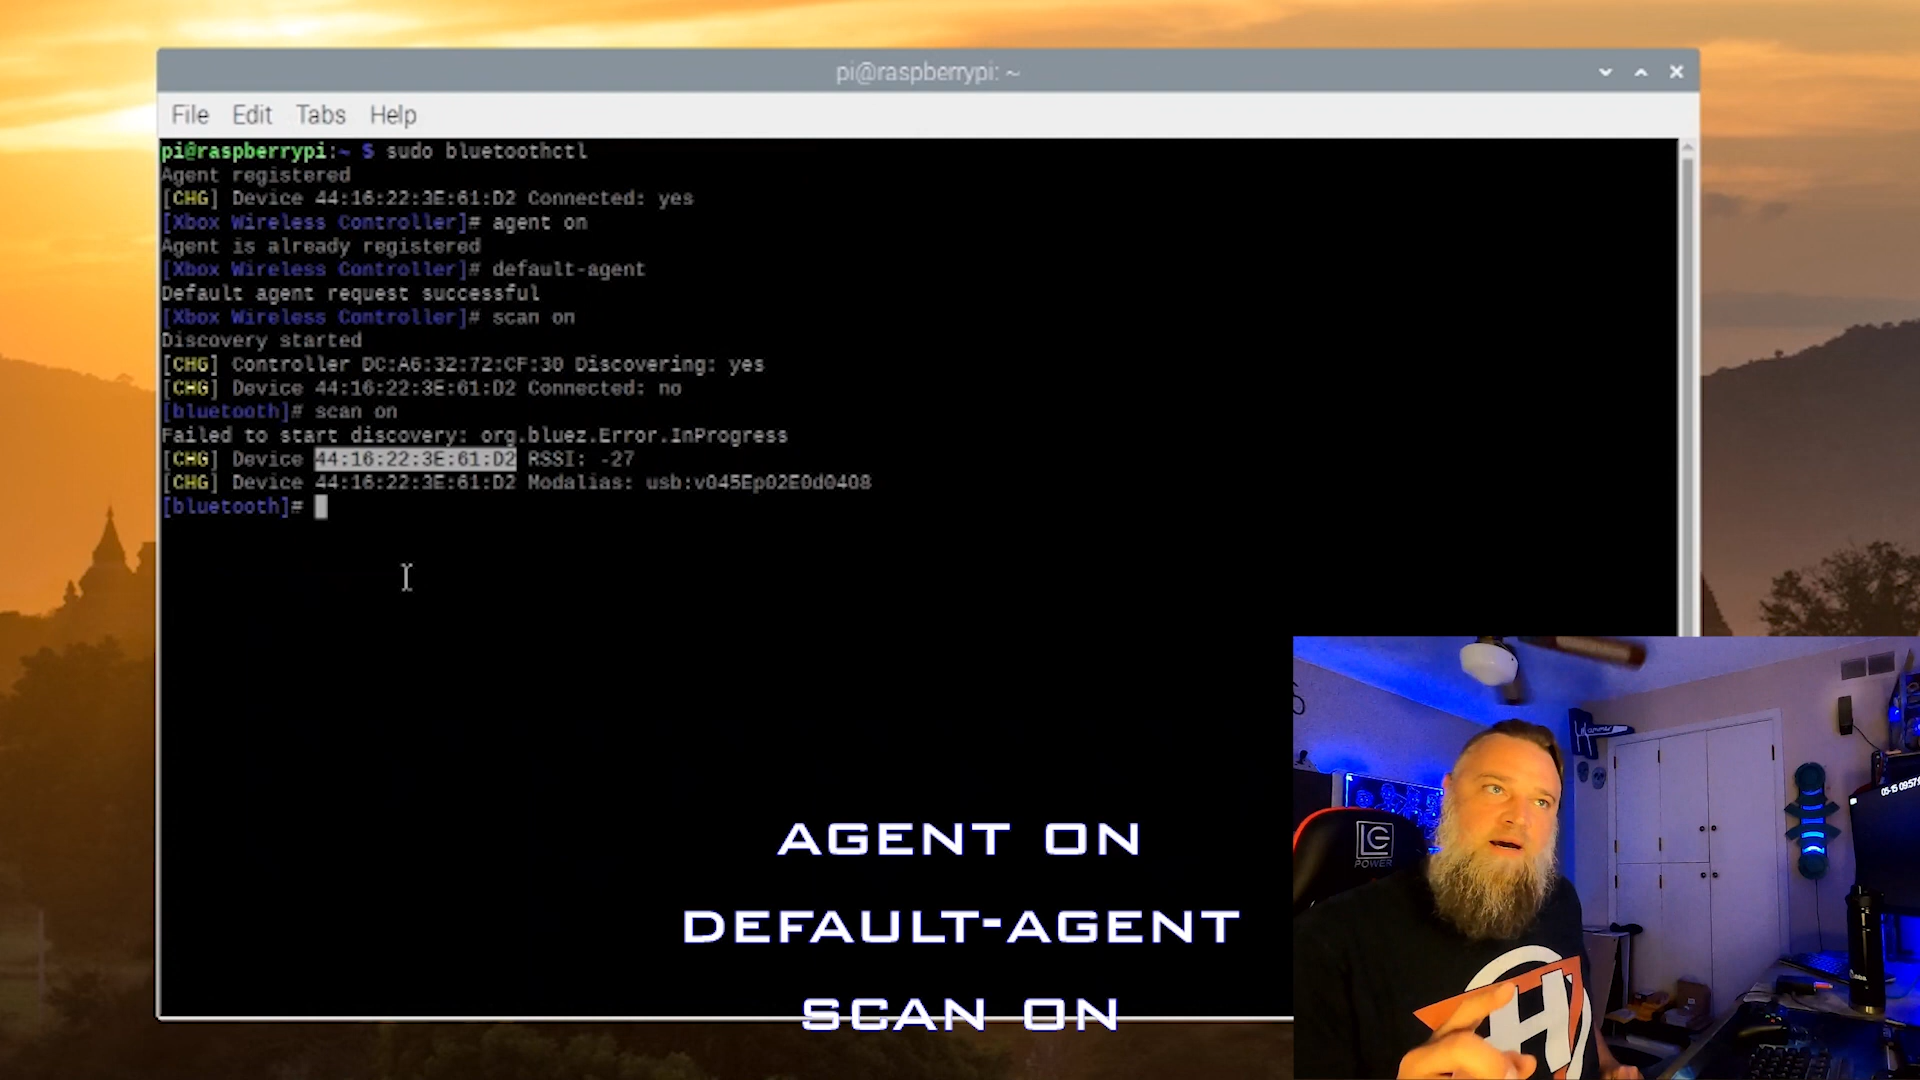 pi@raspberrypi: ~
File Edit Tabs Help
pi@raspberrypi:~ $ sudo bluetoothctl
Agent registered
[CHG] Device 44:16:22:3E:61:D2 Connected: yes
[Xbox Wireless Controller]# agent on
Agent is already registered
[Xbox Wireless Controller]# default-agent
Default agent request successful
[Xbox Wireless Controller]# scan on
Discovery started
[CHG] Controller DC:A6:32:72:CF:30 Discovering: yes
[CHG] Device 44:16:22:3E:61:D2 Connected: no
[bluetooth]# scan on
Failed to start discovery: org.bluez.Error.InProgress
[CHG] Device 44:16:22:3E:61:D2 RSSI: -27
[CHG] Device 44:16:22:3E:61:D2 Modalias: usb:v045Ep02E0d0408
[bluetooth]#
AGENT ON
DEFAULT-AGENT
SCAN ON
POWER
H